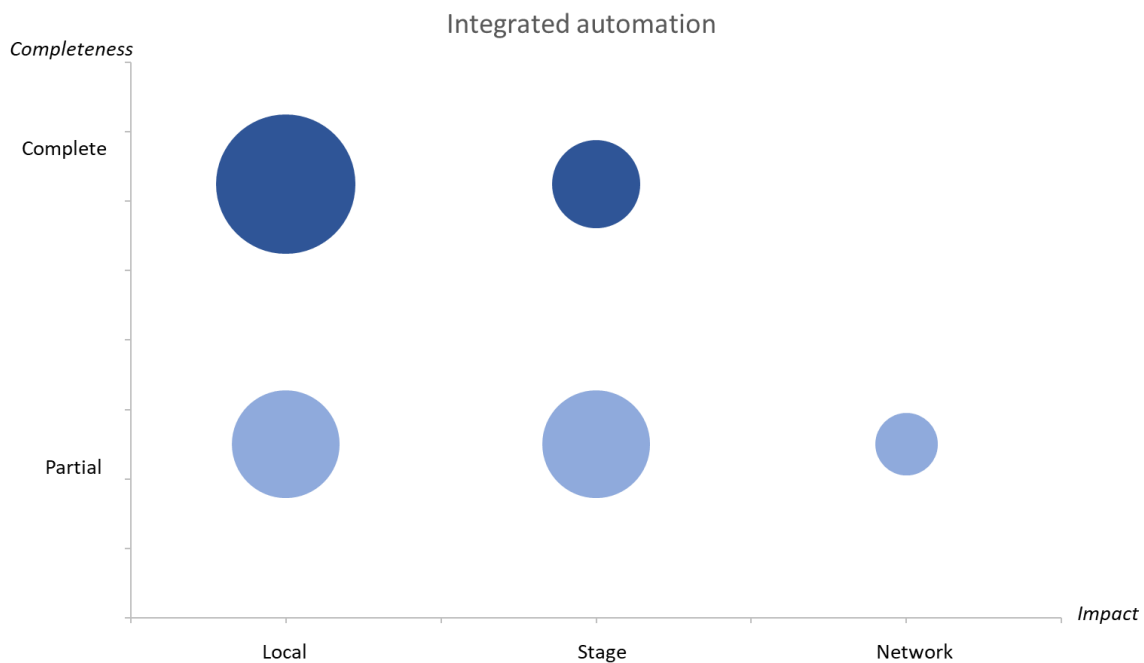 Integrated automation
Completeness
Complete
Partial
Impact
Local
Stage
Network